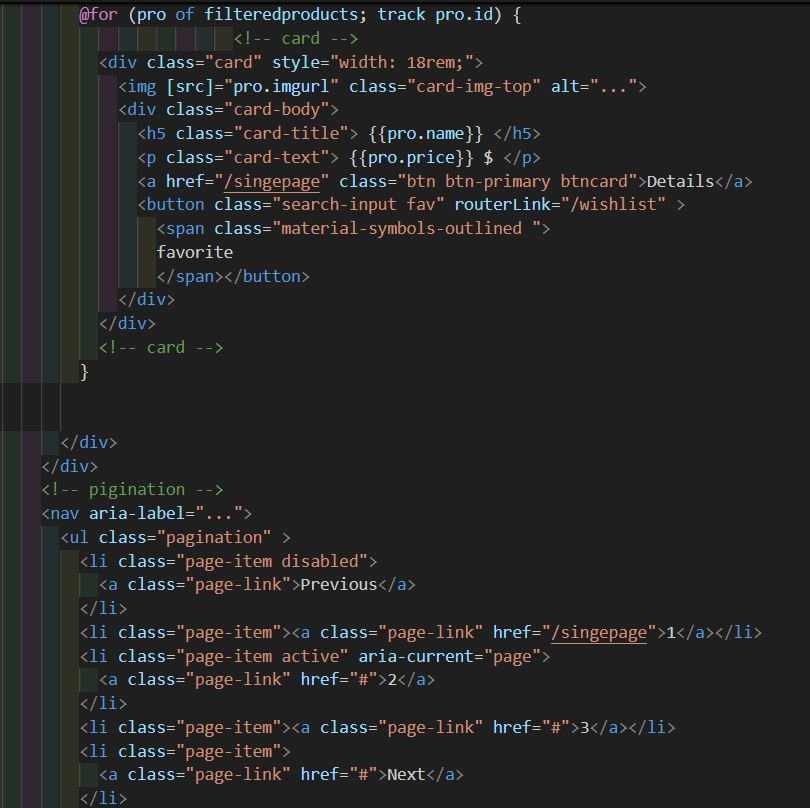 @for (pro of filteredproducts; track pro.id) {
<!-- card -->
<div class="card" style="width: 18rem;">
<img [src]="pro.imgurl" class="card-img-top" alt="...">
<div class="card-body">
<h5 class="card-title"> {{pro.name}} </h5>
<p class="card-text"> {{pro.price}} $ </p>
<a href="/singepage" class="btn btn-primary btncard">Details</a>
<button class="search-input fav" routerLink="/wishlist" >
<span class="material-symbols-outlined ">
favorite
</span></button>
</div>
</div>
<!-- card -->
}
</div>
</div>
<!-- pigination -->
<nav aria-label="...">
<ul class="pagination" >
<li class="page-item disabled">
<a class="page-link">Previous</a>
</li>
<li class="page-item"><a class="page-link" href="/singepage">1</a></li>
<li class="page-item active" aria-current="page">
<a class="page-link" href="#">2</a>
</li>
<li class="page-item"><a class="page-link" href="#">3</a></li>
<li class="page-item">
<a class="page-link" href="#">Next</a>
</li>